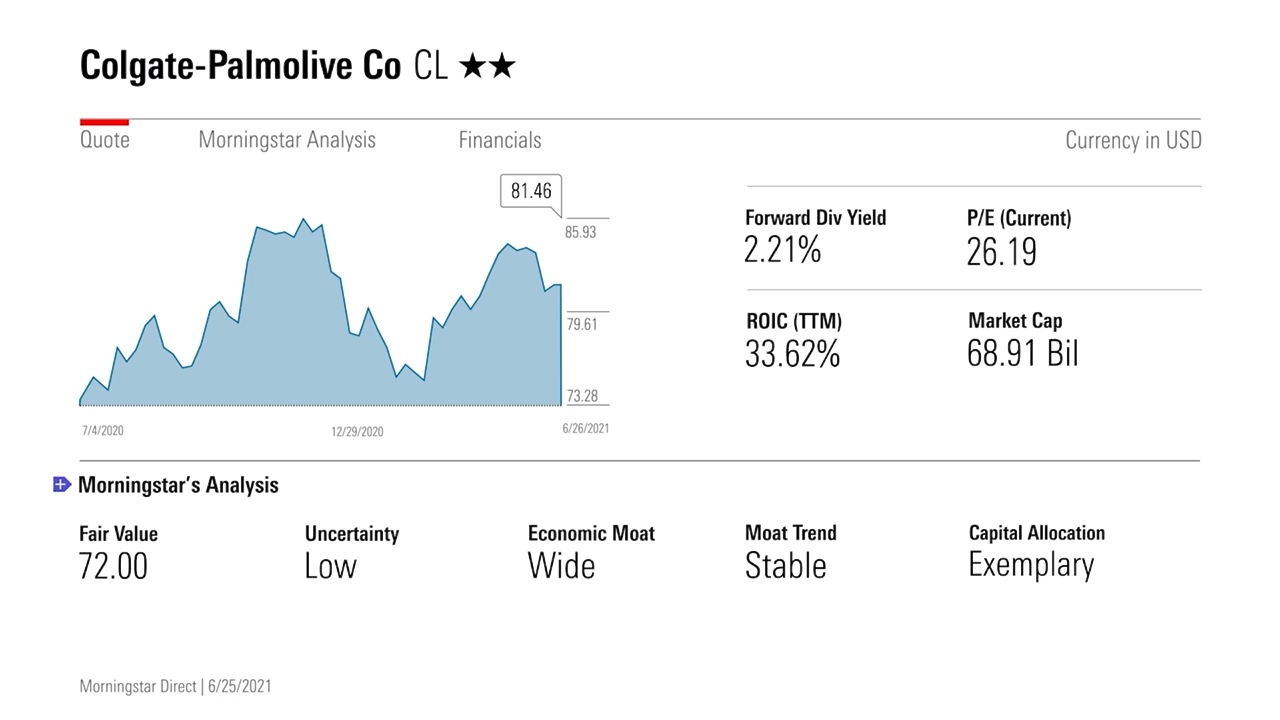 Colgate-Palmolive Co CL ★★
Quote Morningstar Analysis Financials Currency in USD
81.46
85.93
79.61
73.28
7/4/2020 12/29/2020 6/26/2021
Forward Div Yield P/E (Current)
2.21% 26.19
ROIC (TTM) Market Cap
33.62% 68.91 Bil
Morningstar's Analysis
Fair Value Uncertainty Economic Moat Moat Trend Capital Allocation
72.00 Low Wide Stable Exemplary
Morningstar Direct | 6/25/2021